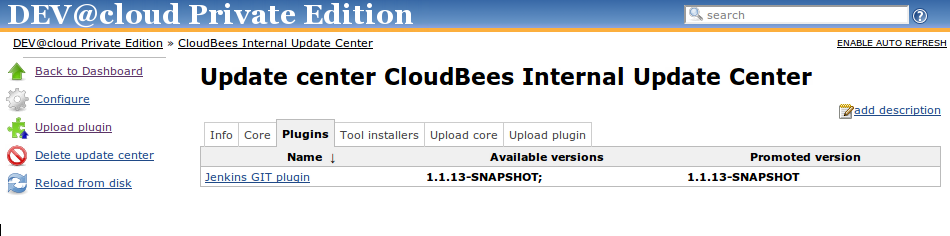 DEV@cloud Private Edition
search
DEV@cloud Private Edition » CloudBees Internal Update Center
ENABLE AUTO REFRESH
Back to Dashboard
Configure
Upload plugin
Delete update center
Reload from disk
Update center CloudBees Internal Update Center
add description
Info Core Plugins Tool installers Upload core Upload plugin
Name ↓ Available versions Promoted version
Jenkins GIT plugin 1.1.13-SNAPSHOT; 1.1.13-SNAPSHOT